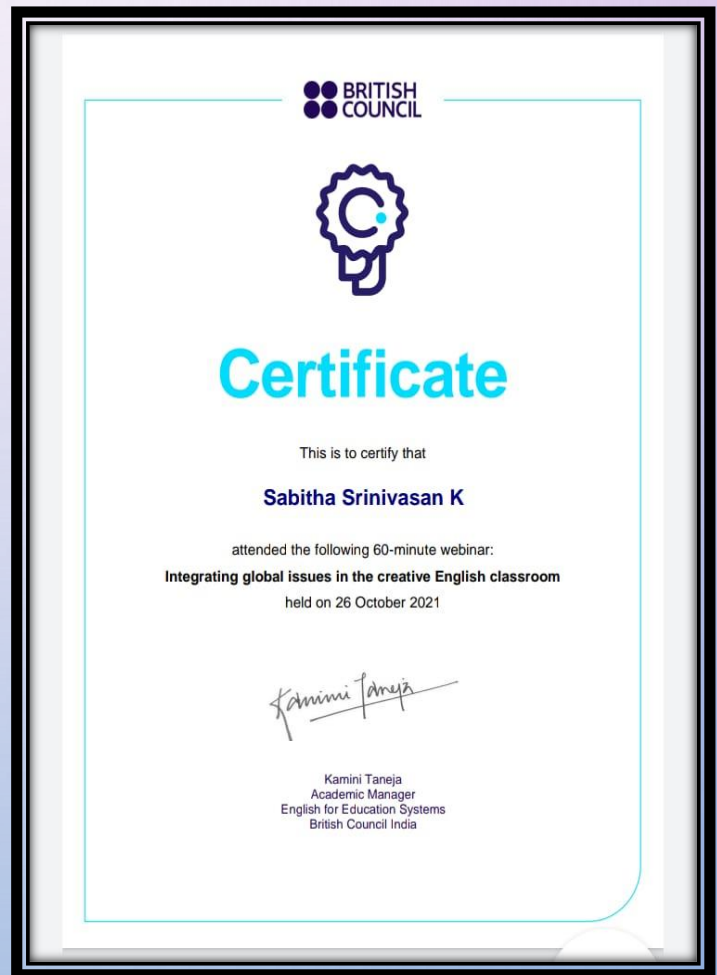 BRITISH
COUNCIL
Certificate
This is to certify that
Sabitha Srinivasan K
attended the following 60-minute webinar:
Integrating global issues in the creative English classroom
held on 26 October 2021
Kamini Taneja
Kamini Taneja
Academic Manager
English for Education Systems
British Council India